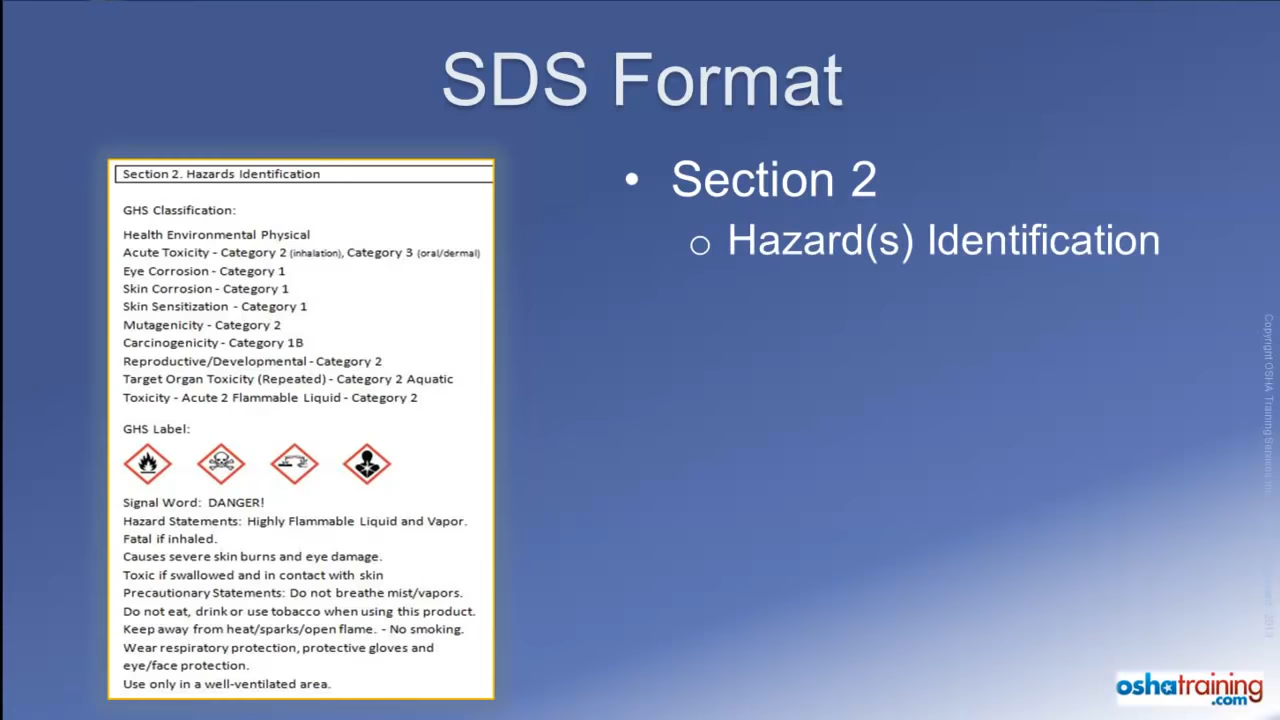 SDS Format
Section 2. Hazards Identification
GHS Classification:
Health Environmental Physical
Acute Toxicity - Category 2 (inhalation), Category 3 (oral/dermal)
Eye Corrosion - Category 1
Skin Corrosion - Category 1
Skin Sensitization - Category 1
Mutagenicity - Category 2
Carcinogenicity - Category 1B
Reproductive/Developmental - Category 2
Target Organ Toxicity (Repeated) - Category 2 Aquatic
Toxicity - Acute 2 Flammable Liquid - Category 2
GHS Label:
Signal Word: DANGER!
Hazard Statements: Highly Flammable Liquid and Vapor.
Fatal if inhaled.
Causes severe skin burns and eye damage.
Toxic if swallowed and in contact with skin
Precautionary Statements: Do not breathe mist/vapors.
Do not eat, drink or use tobacco when using this product.
Keep away from heat/sparks/open flame. - No smoking.
Wear respiratory protection, protective gloves and
eye/face protection.
Use only in a well-ventilated area.
• Section 2
o Hazard(s) Identification
Copyright OSHA Training Services
2013
oshatraining
.com